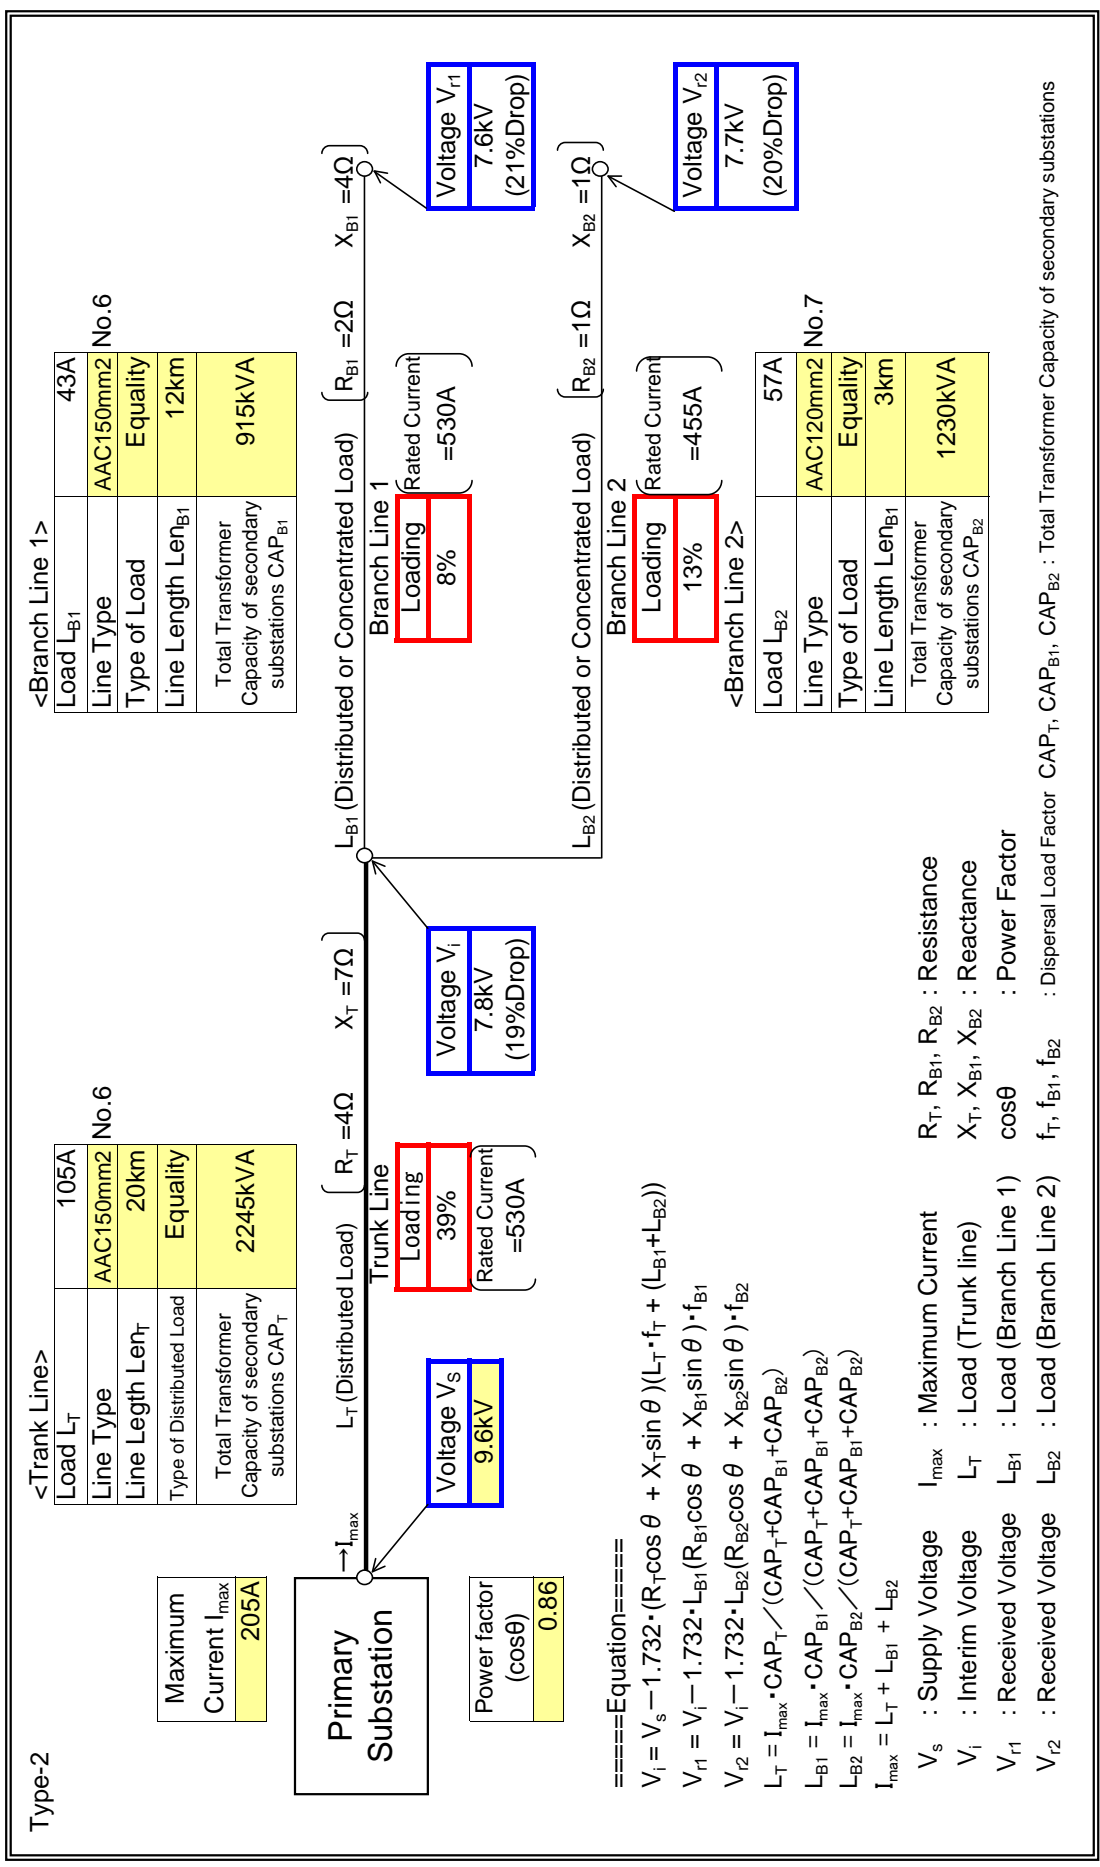 Type-2
Maximum
Current Imax
205A
<Trank Line>
Load LT 105A
Line Type AAC150mm2 No.6
Line Legth LenT 20km
Type of Distributed Load Equality
Total Transformer
Capacity of secondary
substations CAPT
2245kVA
<Branch Line 1>
Load LB1 43A
Line Type AAC150mm2 No.6
Type of Load Equality
Line Length LenB1 12km
Total Transformer
Capacity of secondary
substations CAPB1
915kVA
Primary
Substation
→Imax
LT (Distributed Load)
RT =4Ω XT =7Ω
LB1 (Distributed or Concentrated Load)
RB1 =2Ω XB1 =4Ω
Trunk Line
Loading
39%
Rated Current
=530A
Branch Line 1
Loading
8%
Rated Current
=530A
Voltage VS
9.6kV
Voltage Vi
7.8kV
(19%Drop)
Voltage Vr1
7.6kV
(21%Drop)
Power factor
(cosθ)
0.86
LB2 (Distributed or Concentrated Load)
RB2 =1Ω XB2 =1Ω
Branch Line 2
Loading
13%
Rated Current
=455A
Voltage Vr2
7.7kV
(20%Drop)
<Branch Line 2>
Load LB2 57A
Line Type AAC120mm2 No.7
Type of Load Equality
Line Length LenB1 3km
Total Transformer
Capacity of secondary
substations CAPB2
1230kVA
=====Equation=====
Vi = Vs－1.732・(RTcos θ + XTsin θ)(LT・fT + (LB1+LB2))
Vr1 = Vi－1.732・LB1(RB1cos θ + XB1sin θ)・fB1
Vr2 = Vi－1.732・LB2(RB2cos θ + XB2sin θ)・fB2
LT = Imax・CAPT／(CAPT+CAPB1+CAPB2)
LB1 = Imax・CAPB1／(CAPT+CAPB1+CAPB2)
LB2 = Imax・CAPB2／(CAPT+CAPB1+CAPB2)
Imax = LT + LB1 + LB2
Vs : Supply Voltage Imax : Maximum Current RT, RB1, RB2 : Resistance
Vi : Interim Voltage LT : Load (Trunk line) XT, XB1, XB2 : Reactance
Vr1 : Received Voltage LB1 : Load (Branch Line 1) cosθ : Power Factor
Vr2 : Received Voltage LB2 : Load (Branch Line 2) fT, fB1, fB2 : Dispersal Load Factor CAPT, CAPB1, CAPB2 : Total Transformer Capacity of secondary substations